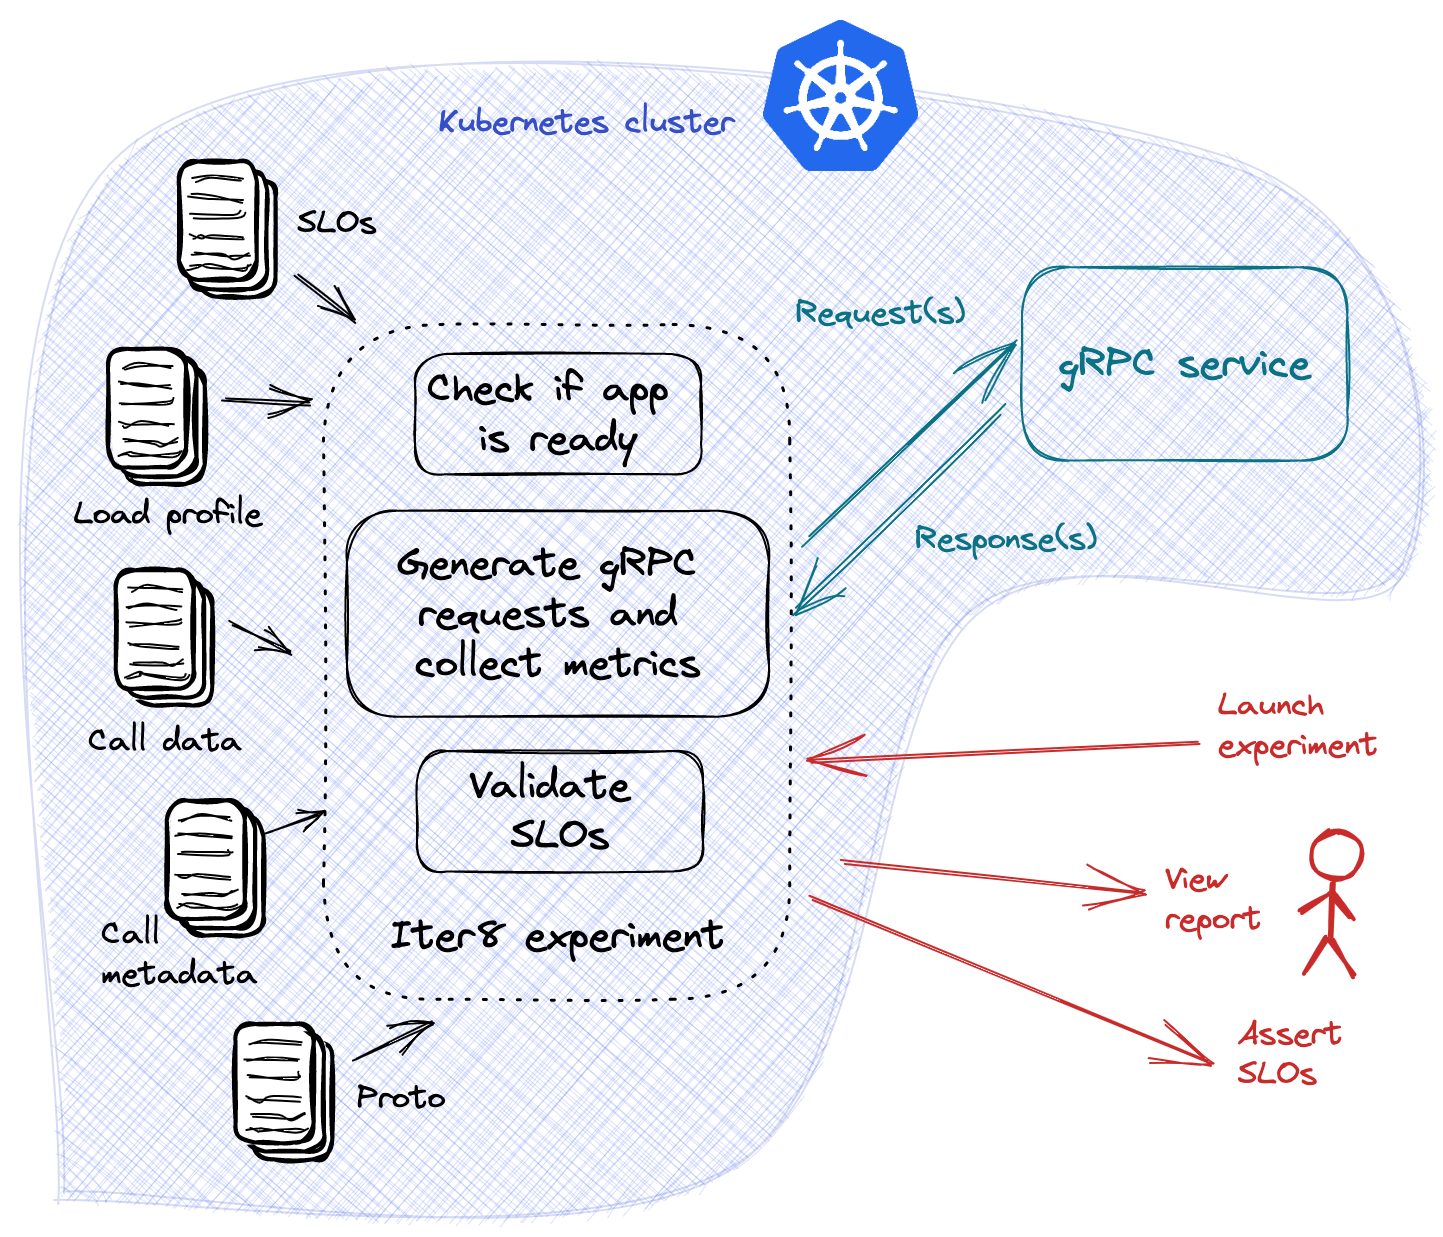 Kubernetes cluster
SLOs
Load profile
Call data
Call
metadata
Proto
Check if app
is ready
Generate gRPC
requests and
collect metrics
Validate
SLOs
Iter8 experiment
Request(s)
gRPC service
Response(s)
Launch
experiment
View
report
Assert
SLOs